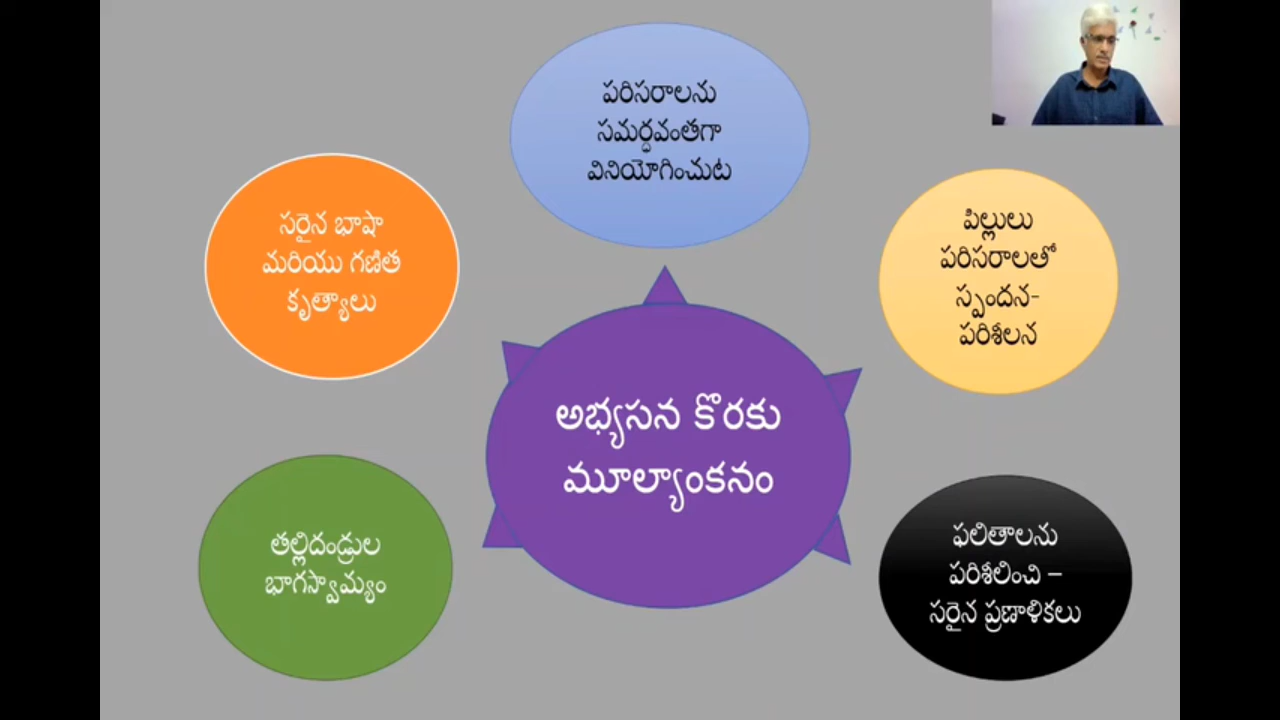 పరిసరాలను
సమర్ధవంతగా
వినియోగించుట
సరైన భాషా
మరియు గణిత
కృత్యాలు
పిల్లులు
పరిసరాలతో
స్పందన-
పరిశీలన
అభ్యసన కొరకు
మూల్యాంకనం
తల్లిదండ్రుల
భాగస్వామ్యం
ఫలితాలను
పరిశీలించి –
సరైన ప్రణాళికలు